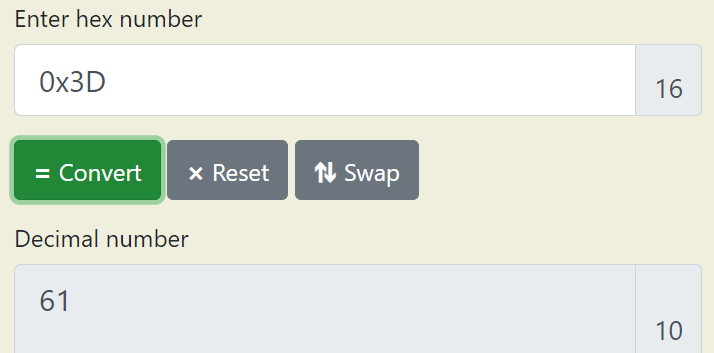 Enter hex number
0x3D 16
= Convert × Reset ⇅ Swap
Decimal number
61
10